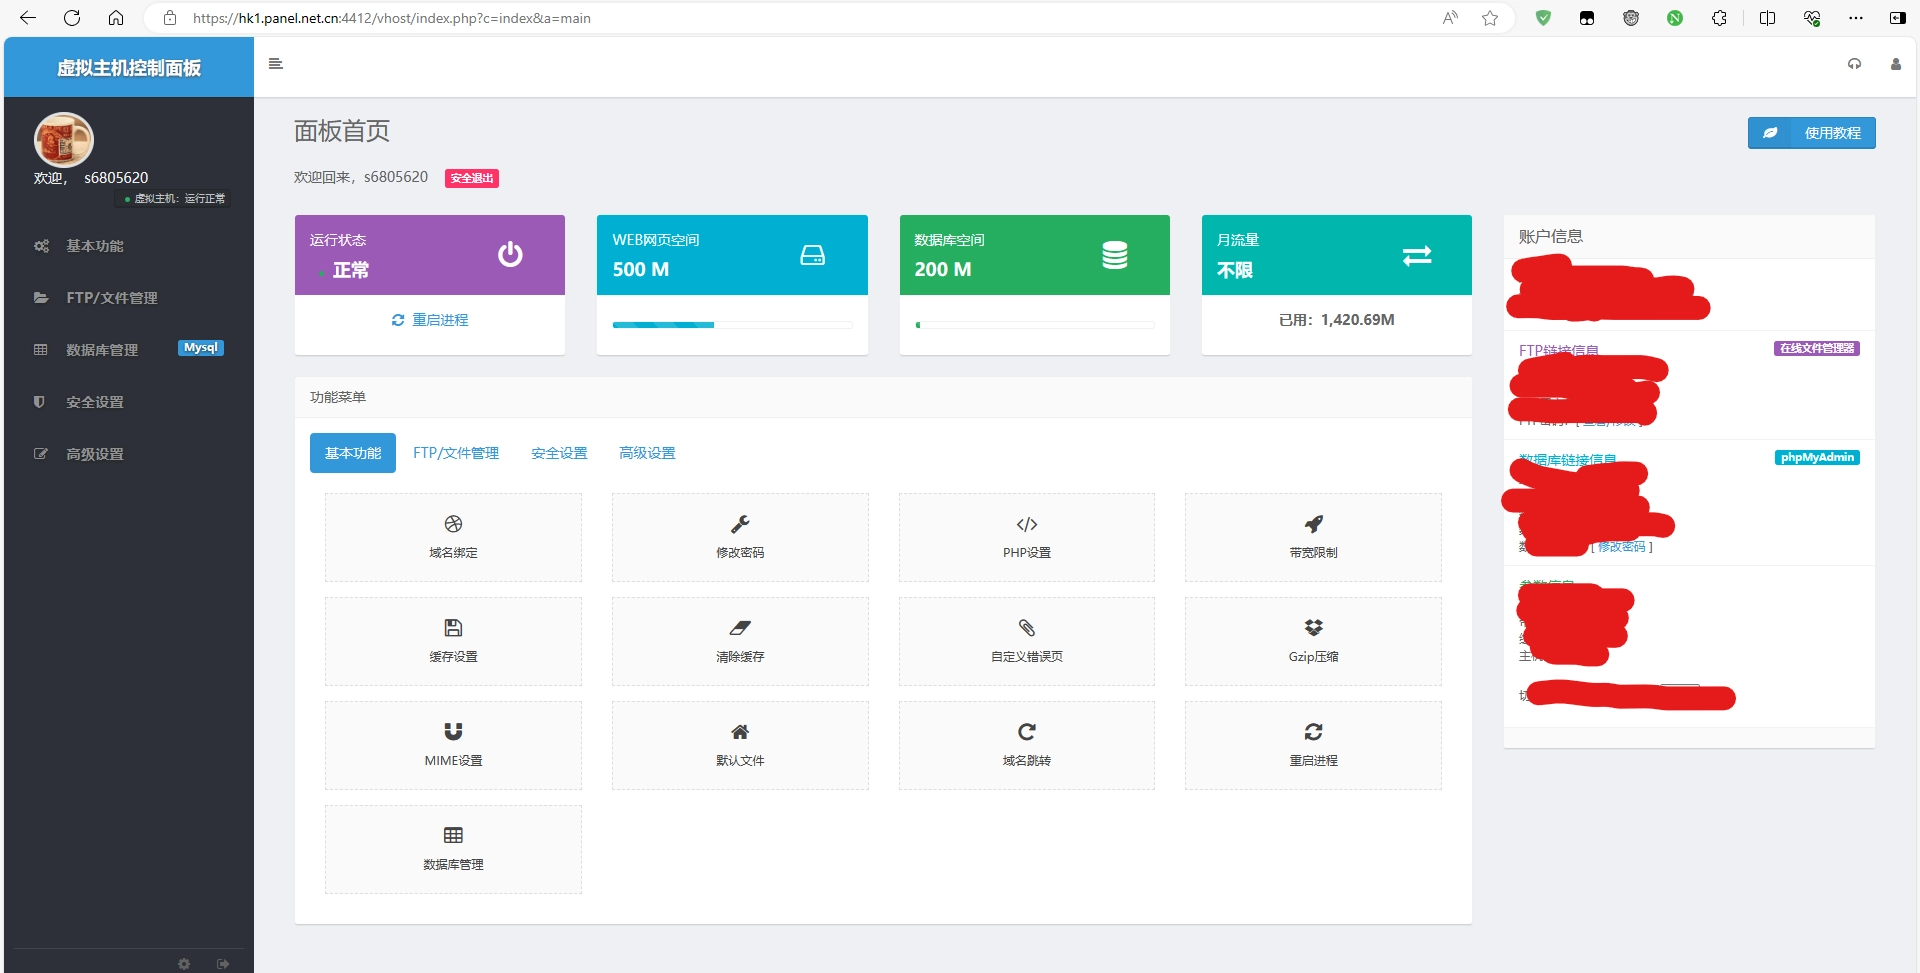 https://hk1.panel.net.cn:4412/vhost/index.php?c=index&a=main
虚拟主机控制面板
欢迎， s6805620
虚拟主机：运行正常
基本功能
FTP/文件管理
数据库管理 Mysql
安全设置
高级设置
面板首页
使用教程
欢迎回来，s6805620 安全退出
运行状态
正常
重启进程
WEB网页空间
500 M
数据库空间
200 M
月流量
不限
已用：1,420.69M
功能菜单
基本功能 FTP/文件管理 安全设置 高级设置
域名绑定 修改密码 PHP设置 带宽限制
缓存设置 清除缓存 自定义错误页 Gzip压缩
MIME设置 默认文件 域名跳转 重启进程
数据库管理
账户信息
FTP链接信息 在线文件管理器
数据库链接信息 phpMyAdmin
[ 修改密码 ]